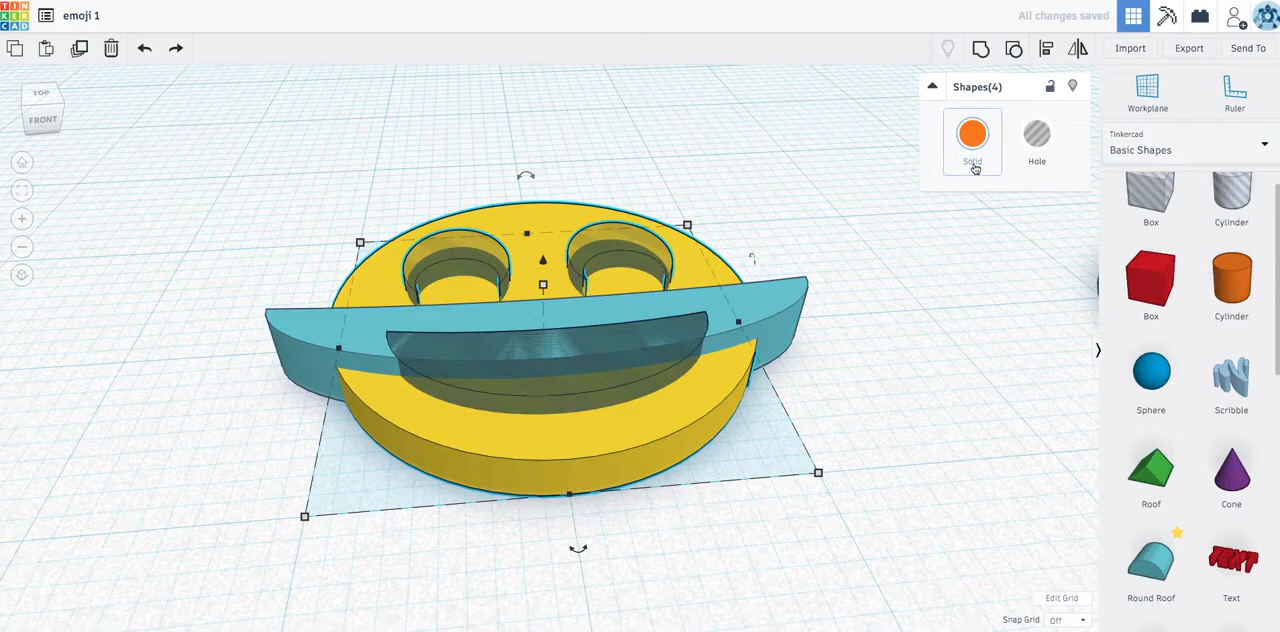 TIN
KER
CAD
emoji 1
All changes saved
Import
Export
Send To
TOP
FRONT
Shapes(4)
Solid
Hole
Workplane
Ruler
Tinkercad
Basic Shapes
Box
Cylinder
Box
Cylinder
Sphere
Scribble
Roof
Cone
TEXT
Round Roof
Text
Edit Grid
Snap Grid
Off